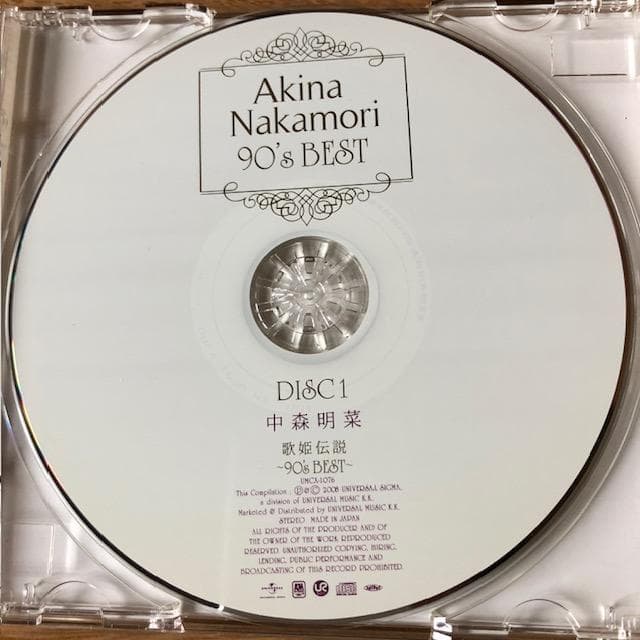 Akina
Nakamori
90's BEST
DISC 1
中森明菜
歌姫伝説
~90's BEST~
UMCX-1076
This Compilation ; Ⓟ&Ⓒ 2008 UNIVERSAL SIGMA,
a division of UNIVERSAL MUSIC K.K.
Marketed & Distributed by UNIVERSAL MUSIC K.K.
STEREO MADE IN JAPAN
ALL RIGHTS OF THE PRODUCER AND OF
THE OWNER OF THE WORK REPRODUCED
RESERVED. UNAUTHORIZED COPYING, HIRING,
LENDING, PUBLIC PERFORMANCE AND
BROADCASTING OF THIS RECORD PROHIBITED.